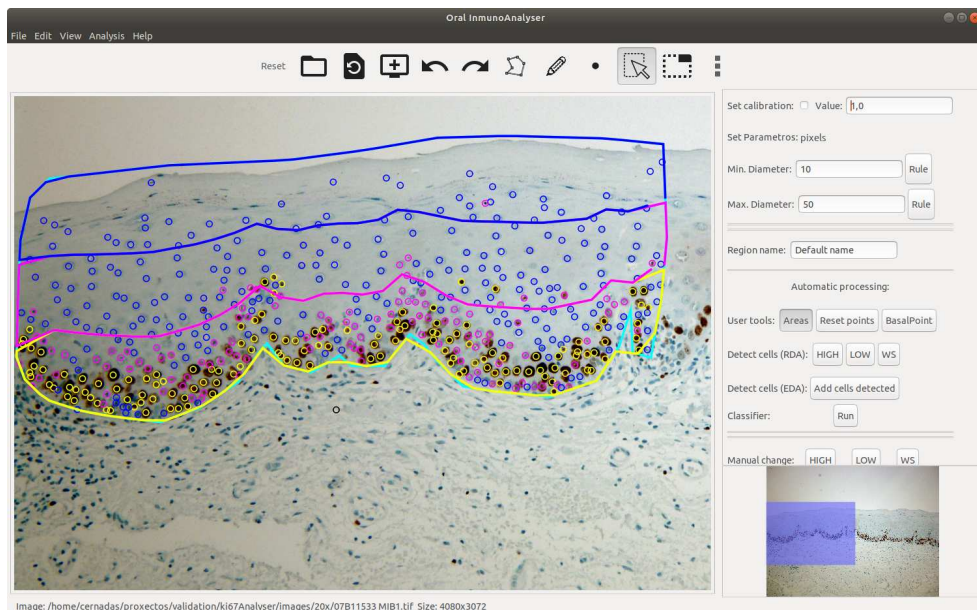 Oral InmunoAnalyser
File Edit View Analysis Help
Reset
Set calibration: Value: 1,0
Set Parametros: pixels
Min. Diameter: 10 Rule
Max. Diameter: 50 Rule
Region name: Default name
Automatic processing:
User tools: Areas Reset points BasalPoint
Detect cells (RDA): HIGH LOW WS
Detect cells (EDA): Add cells detected
Classifier: Run
Manual change: HIGH LOW WS
Image: /home/cernadas/proxectos/validation/ki67Analyser/images/20x/07B11533 MIB1.tif Size: 4080x3072